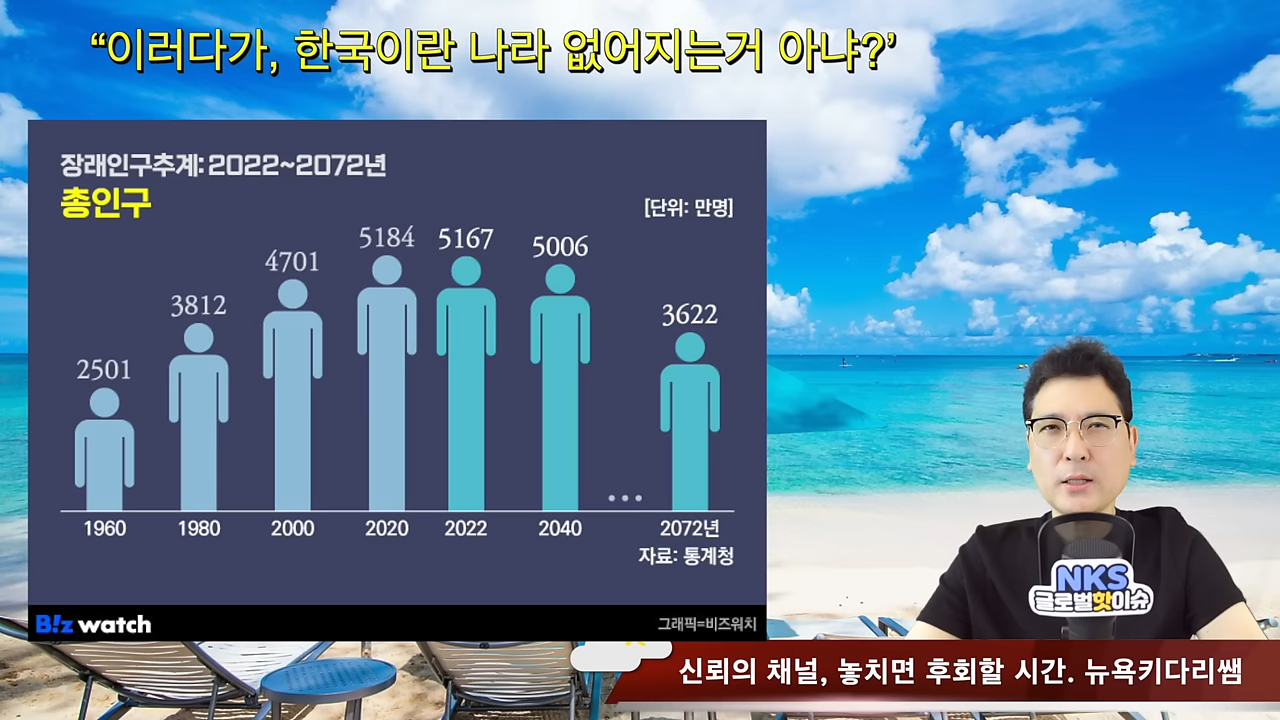 “이러다가, 한국이란 나라 없어지는거 아냐?’
장래인구추계: 2022~2072년
총인구
[단위: 만명]
2501
3812
4701
5184
5167
5006
3622
1960
1980
2000
2020
2022
2040
2072년
자료: 통계청
B!z watch
그래픽=비즈워치
NKS
글로벌핫이슈
신뢰의 채널, 놓치면 후회할 시간. 뉴욕키다리쌤